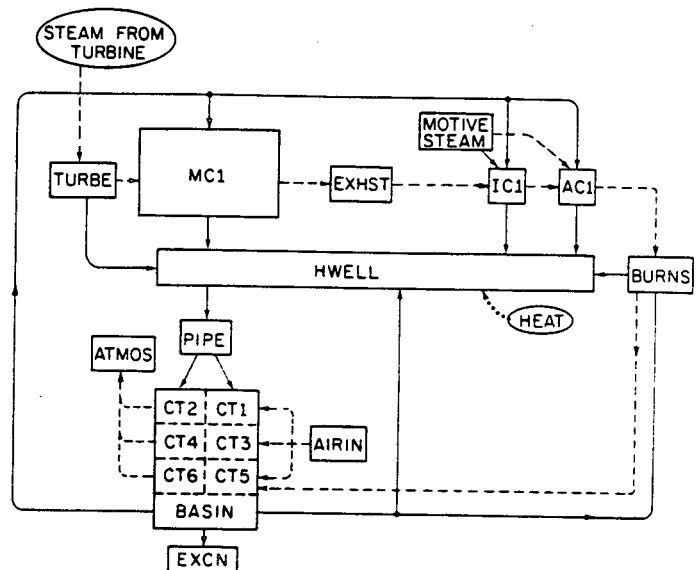 STEAM FROM
TURBINE
MOTIVE
STEAM
TURBE
MC1
EXHST
IC1
AC1
HWELL
BURNS
HEAT
PIPE
ATMOS
CT2
CT1
CT4
CT3
AIRIN
CT6
CT5
BASIN
EXCN